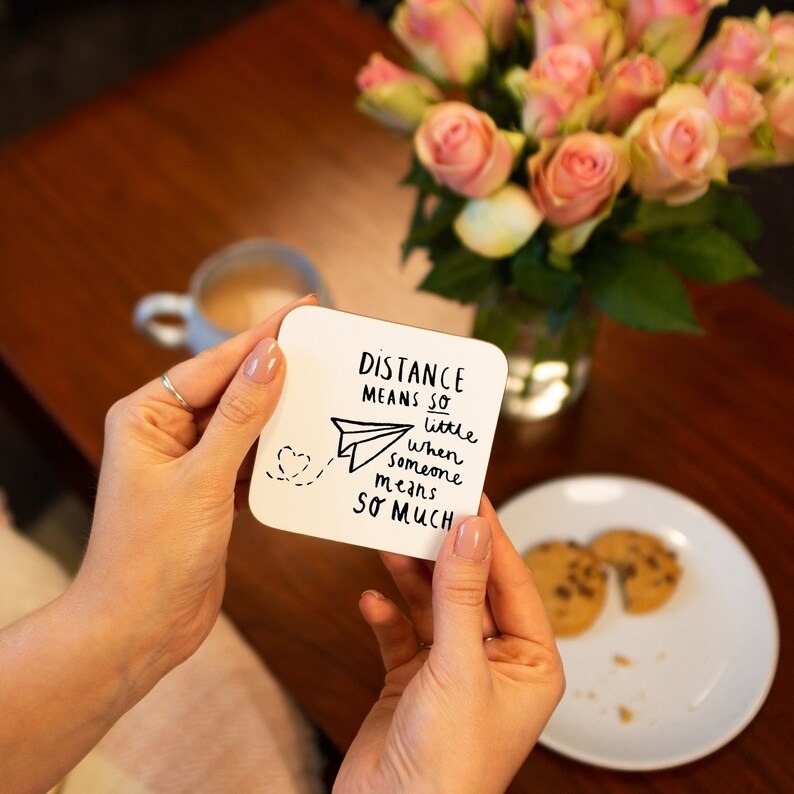 DiSTANCE
MEANS SO
little
when
someone
means
SO MUCH